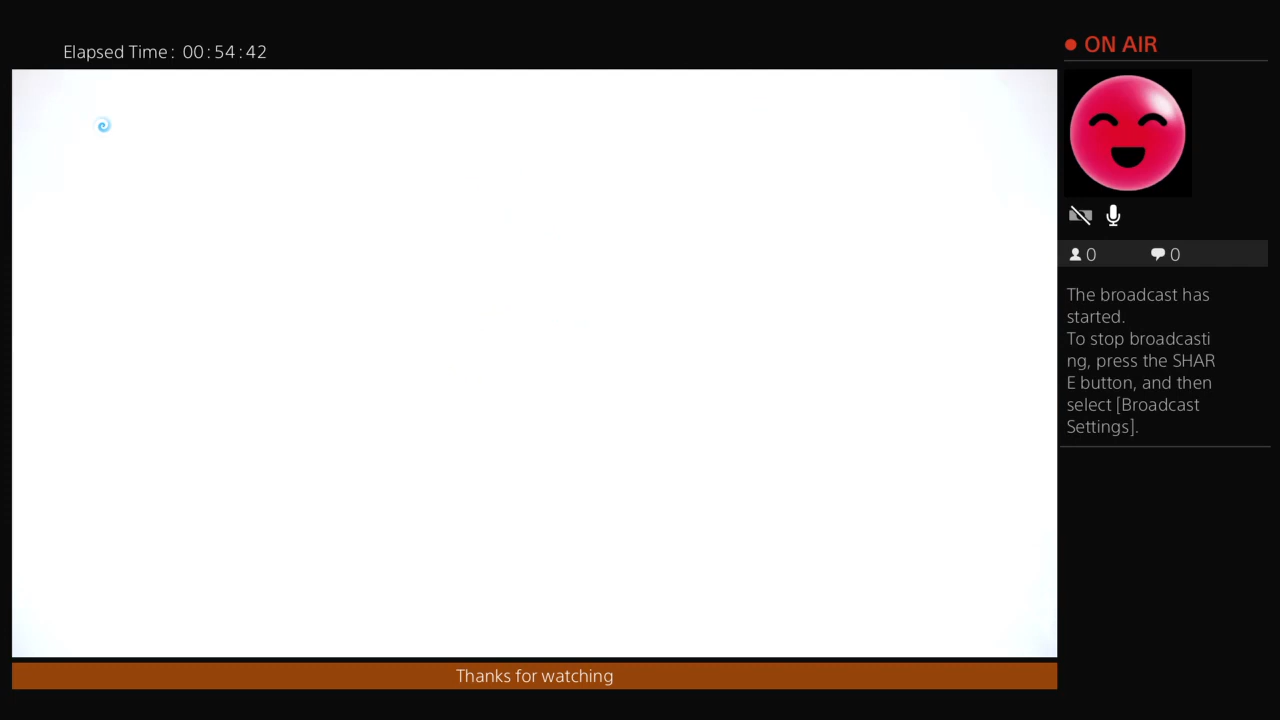 Elapsed Time: 00:54:42
ON AIR
0 0
The broadcast has
started.
To stop broadcasti
ng, press the SHAR
E button, and then
select [Broadcast
Settings].
Thanks for watching